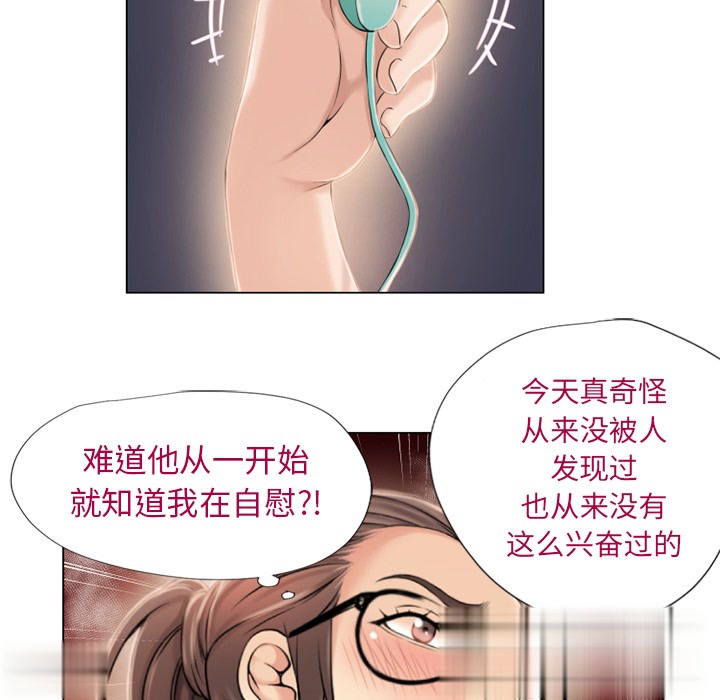 难道他从一开始
就知道我在自慰?!
今天真奇怪
从来没被人
发现过
也从来没有
这么兴奋过的